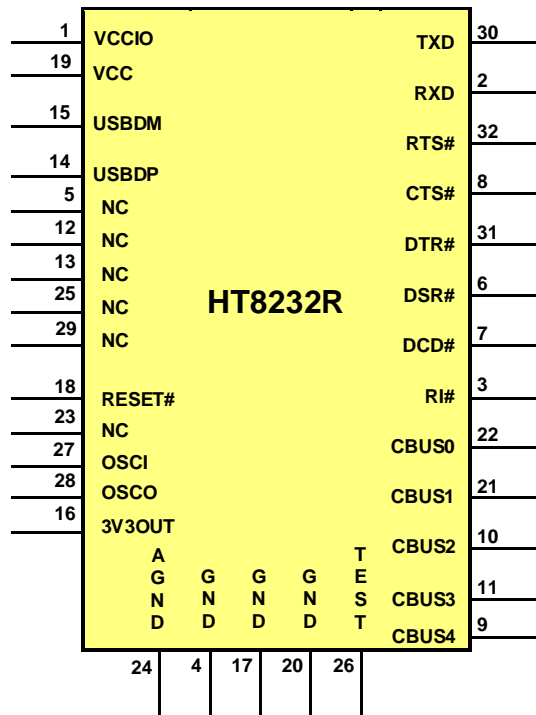 1 VCCIO
19 VCC
15 USBDM
14 USBDP
5 NC
12 NC
13 NC
25 NC
29 NC
18 RESET#
23 NC
27 OSCI
28 OSCO
16 3V3OUT
HT8232R
TXD 30
RXD 2
RTS# 32
CTS# 8
DTR# 31
DSR# 6
DCD# 7
RI# 3
CBUS0 22
CBUS1 21
CBUS2 10
CBUS3 11
CBUS4 9
AGND 24
GND 4
GND 17
GND 20
TEST 26